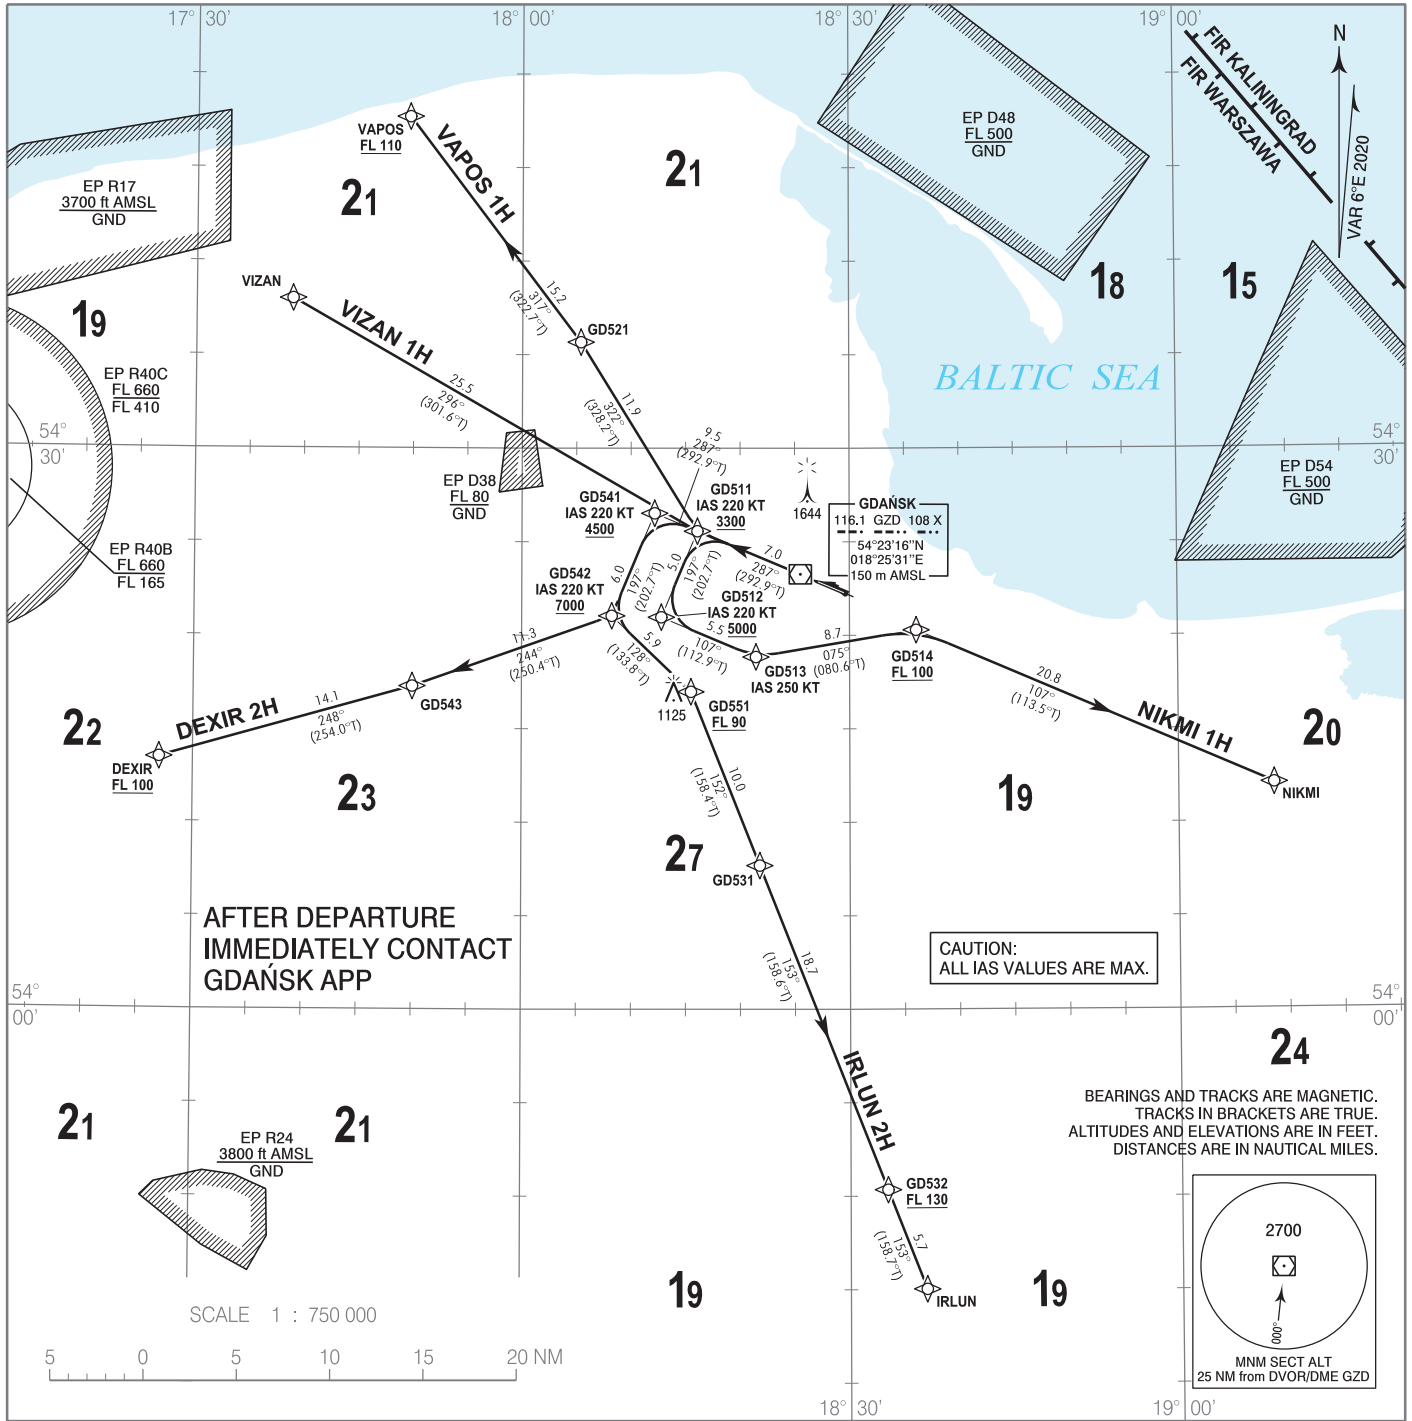 17° 30'
18° 00'
18° 30'
19° 00'
N
FIR KALININGRAD
FIR WARSZAWA
VAR 6°E 2020
VAPOS
FL 110
VAPOS 1H
EP D48
FL 500
GND
EP R17
3700 ft AMSL
GND
21
21
18
15
VIZAN
VIZAN 1H
15.2
317°
(322.7°T)
GD521
19
EP R40C
FL 660
FL 410
25.5
296°
(301.6°T)
11.9
322°
(328.2°T)
BALTIC SEA
54°
30'
54°
30'
9.5
287°
(292.9°T)
EP D38
FL 80
GND
GD541
IAS 220 KT
4500
GD511
IAS 220 KT
3300
1644
GDAŃSK
116.1 GZD 108 X
54°23'16"N
018°25'31"E
150 m AMSL
EP D54
FL 500
GND
EP R40B
FL 660
FL 165
7.0
287°
(292.9°T)
GD542
IAS 220 KT
7000
6.0
197°
(202.7°T)
5.0
197°
(202.7°T)
GD512
IAS 220 KT
5000
11.3
244°
(250.4°T)
5.9
128°
(133.8°T)
5.5
107°
(112.9°T)
8.7
075°
(080.6°T)
GD513
IAS 250 KT
GD514
FL 100
20.8
107°
(113.5°T)
NIKMI 1H
NIKMI
20
22
DEXIR 2H
14.1
248°
(254.0°T)
GD543
1125
GD551
FL 90
DEXIR
FL 100
23
10.0
152°
(158.4°T)
19
27
GD531
AFTER DEPARTURE
IMMEDIATELY CONTACT
GDAŃSK APP
CAUTION:
ALL IAS VALUES ARE MAX.
18.7
153°
(158.6°T)
54°
00'
54°
00'
24
IRLUN 2H
BEARINGS AND TRACKS ARE MAGNETIC.
TRACKS IN BRACKETS ARE TRUE.
ALTITUDES AND ELEVATIONS ARE IN FEET.
DISTANCES ARE IN NAUTICAL MILES.
21
21
EP R24
3800 ft AMSL
GND
GD532
FL 130
5.7
153°
(158.7°T)
IRLUN
19
19
2700
000°
MNM SECT ALT
25 NM from DVOR/DME GZD
SCALE 1 : 750 000
5 0 5 10 15 20 NM
18° 30'
19° 00'